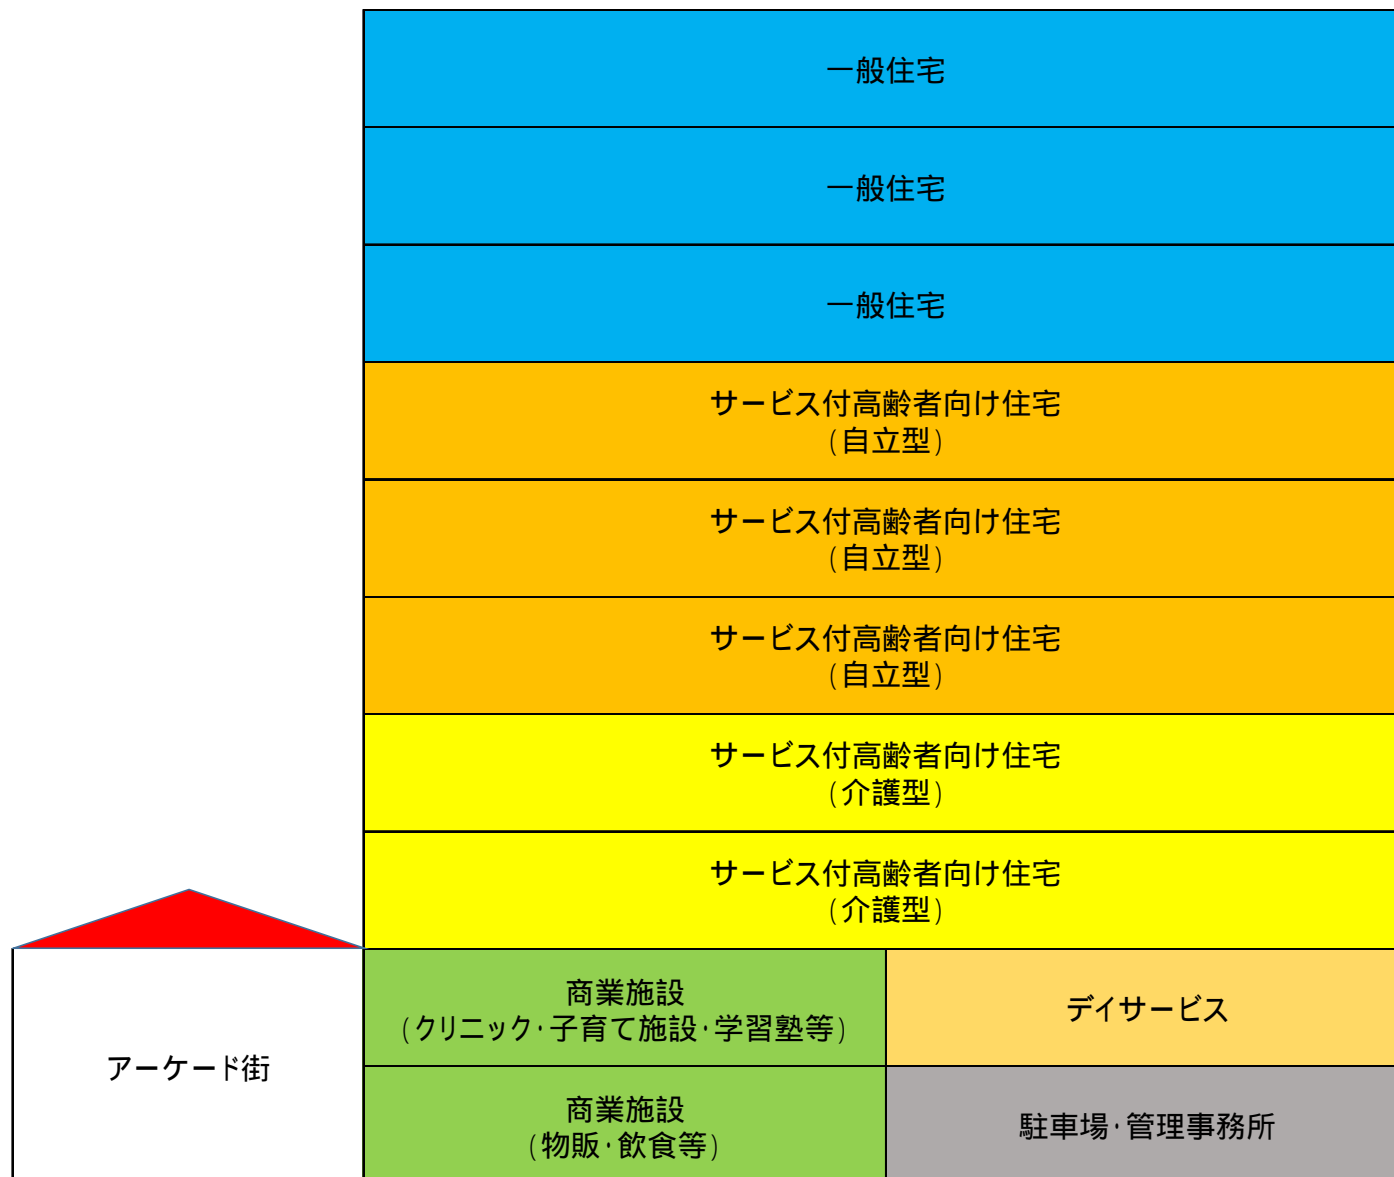 一般住宅
一般住宅
一般住宅
サービス付高齢者向け住宅
(自立型)
サービス付高齢者向け住宅
(自立型)
サービス付高齢者向け住宅
(自立型)
サービス付高齢者向け住宅
(介護型)
サービス付高齢者向け住宅
(介護型)
商業施設
(クリニック・子育て施設・学習塾等)
デイサービス
アーケード街
商業施設
(物販・飲食等)
駐車場・管理事務所